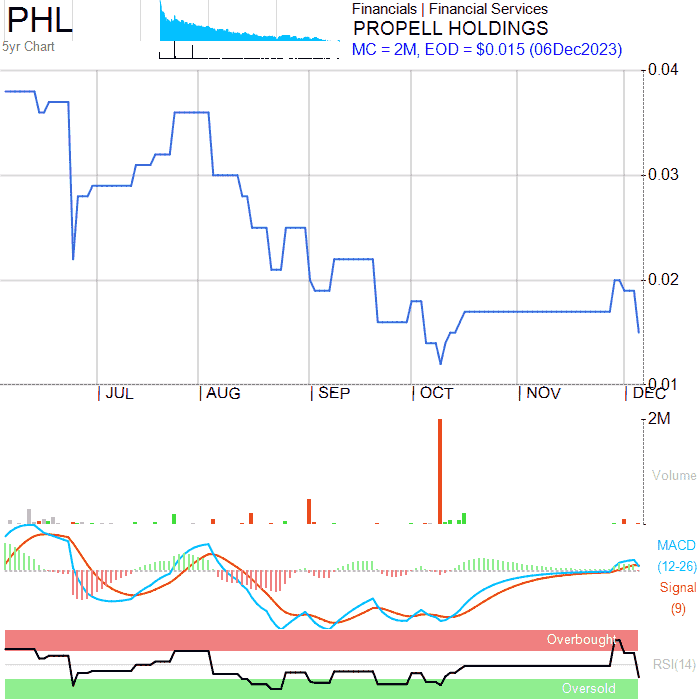 PHL
Financials | Financial Services
PROPELL HOLDINGS
5yr Chart
MC = 2M, EOD = $0.015 (06Dec2023)
0.04
0.03
0.02
0.01
JUL
AUG
SEP
OCT
NOV
DEC
2M
Volume
MACD
(12-26)
Signal
(9)
Overbought
RSI(14)
Oversold